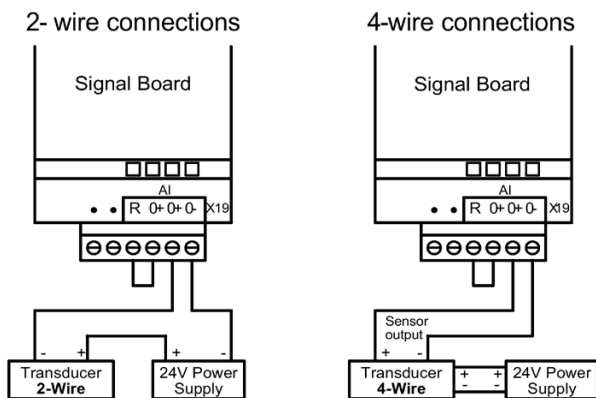 2- wire connections
Signal Board
AI
• • R 0+ 0+ 0- X19
- + + -
Transducer
2-Wire
24V Power
Supply
4-wire connections
Signal Board
AI
• • R 0+ 0+ 0- X19
Sensor
output
+ -
Transducer
4-Wire
+ +
- -
24V Power
Supply